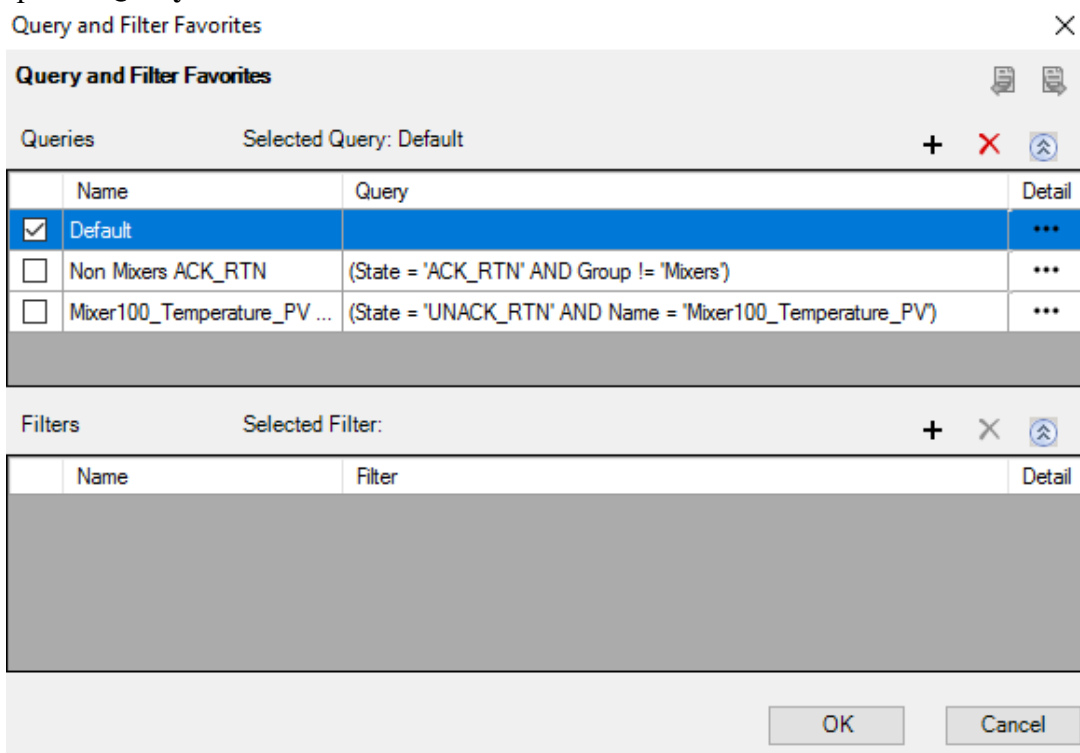 Query and Filter Favorites
Query and Filter Favorites
Queries Selected Query: Default
Name Query Detail
Default •••
Non Mixers ACK_RTN (State = 'ACK_RTN' AND Group != 'Mixers') •••
Mixer100_Temperature_PV ... (State = 'UNACK_RTN' AND Name = 'Mixer100_Temperature_PV') •••
Filters Selected Filter:
Name Filter Detail
OK Cancel